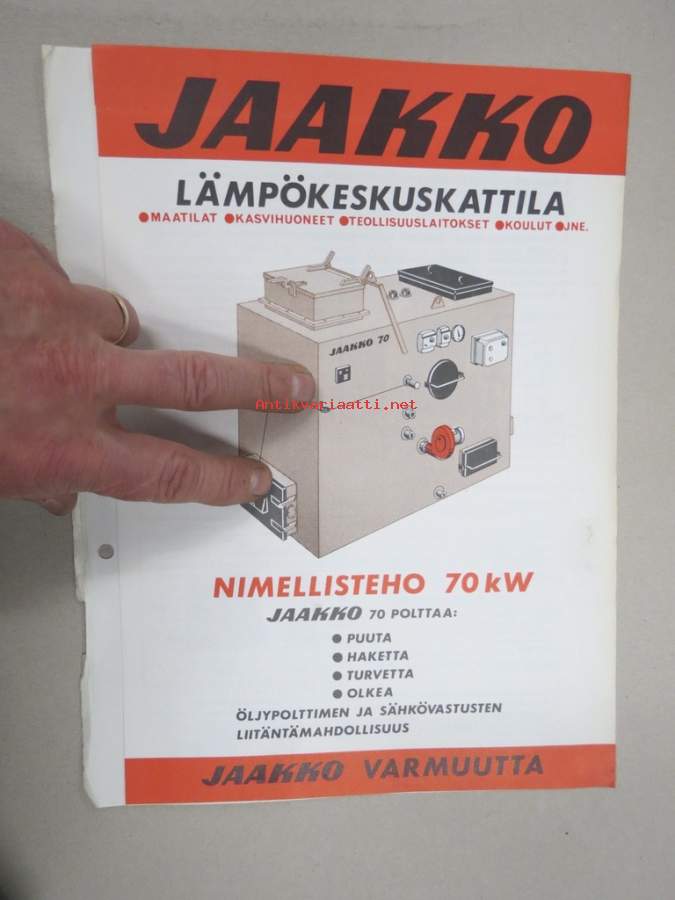 JAAKKO
LÄMPÖKESKUSKATTILA
●MAATILAT ●KASVIHUONEET ●TEOLLISUUSLAITOKSET ●KOULUT ●JNE.
JAAKKO 70
Antikvariaatti.net
NIMELLISTEHO 70 kW
JAAKKO 70 POLTTAA:
● PUUTA
● HAKETTA
● TURVETTA
● OLKEA
ÖLJYPOLTTIMEN JA SÄHKÖVASTUSTEN
LIITÄNTÄMAHDOLLISUUS
JAAKKO VARMUUTTA